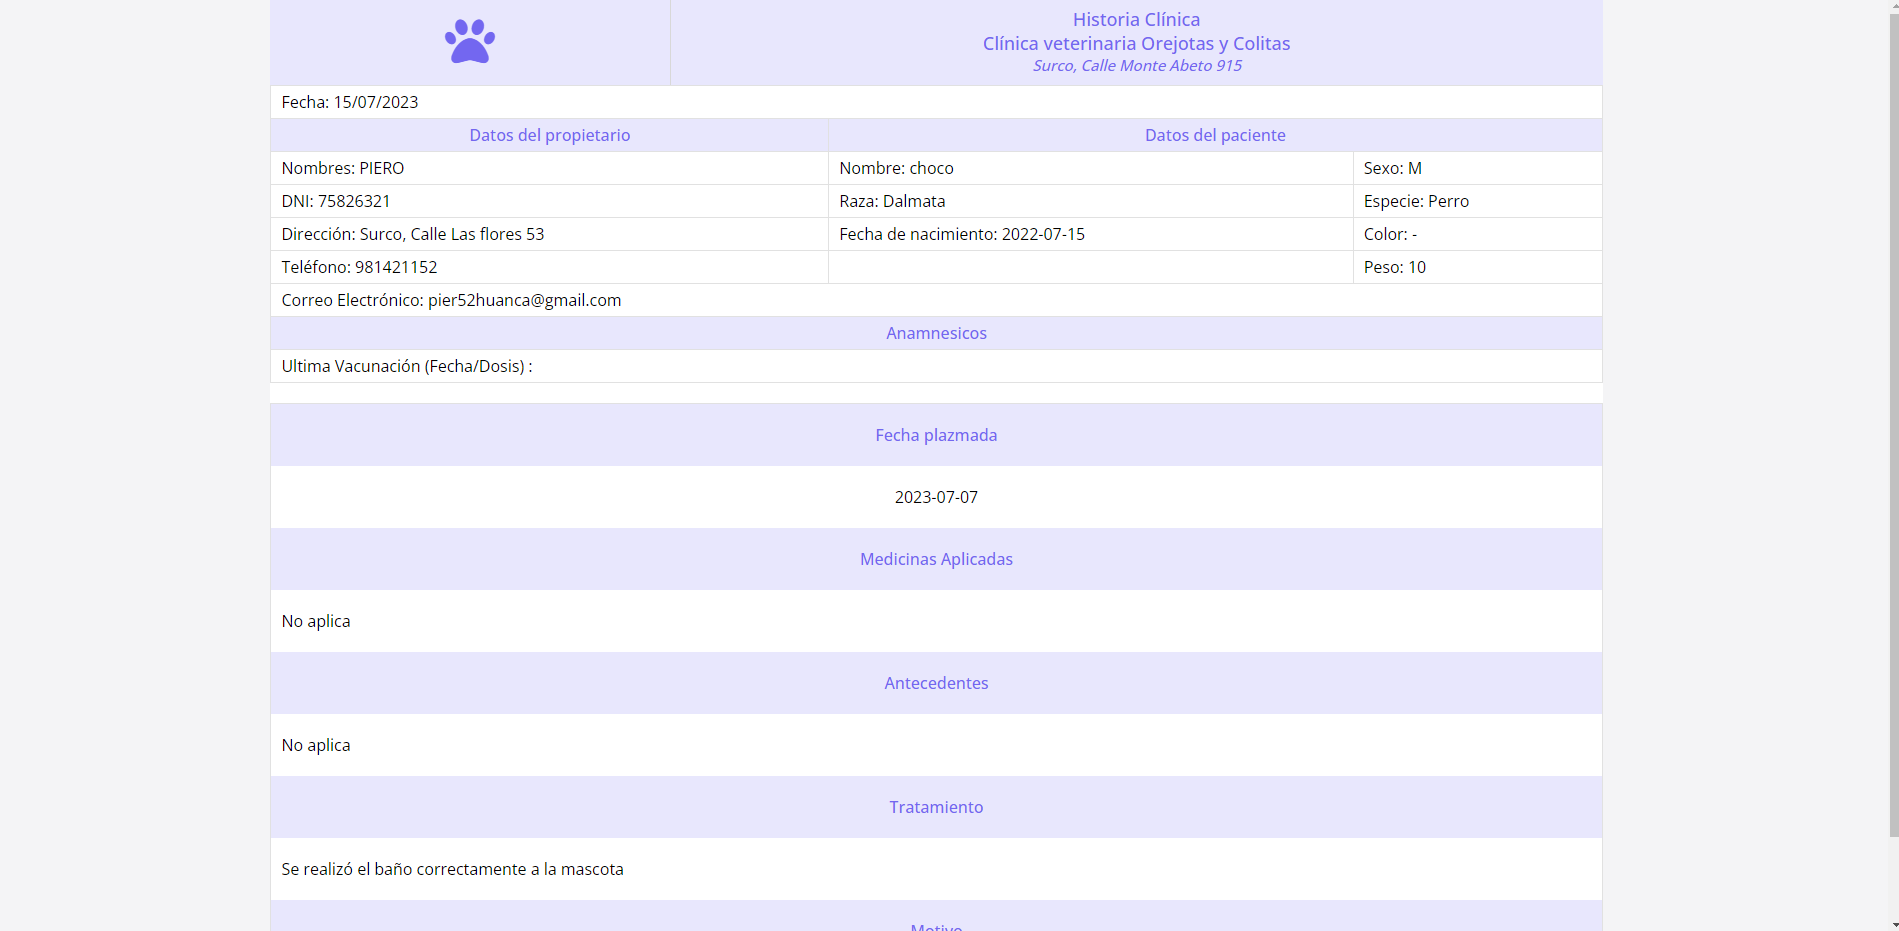 Historia Clínica
Clínica veterinaria Orejotas y Colitas
Surco, Calle Monte Abeto 915
Fecha: 15/07/2023
Datos del propietario Datos del paciente
Nombres: PIERO Nombre: choco Sexo: M
DNI: 75826321 Raza: Dalmata Especie: Perro
Dirección: Surco, Calle Las flores 53 Fecha de nacimiento: 2022-07-15 Color: -
Teléfono: 981421152 Peso: 10
Correo Electrónico: pier52huanca@gmail.com
Anamnesicos
Ultima Vacunación (Fecha/Dosis) :
Fecha plazmada
2023-07-07
Medicinas Aplicadas
No aplica
Antecedentes
No aplica
Tratamiento
Se realizó el baño correctamente a la mascota
Motivo